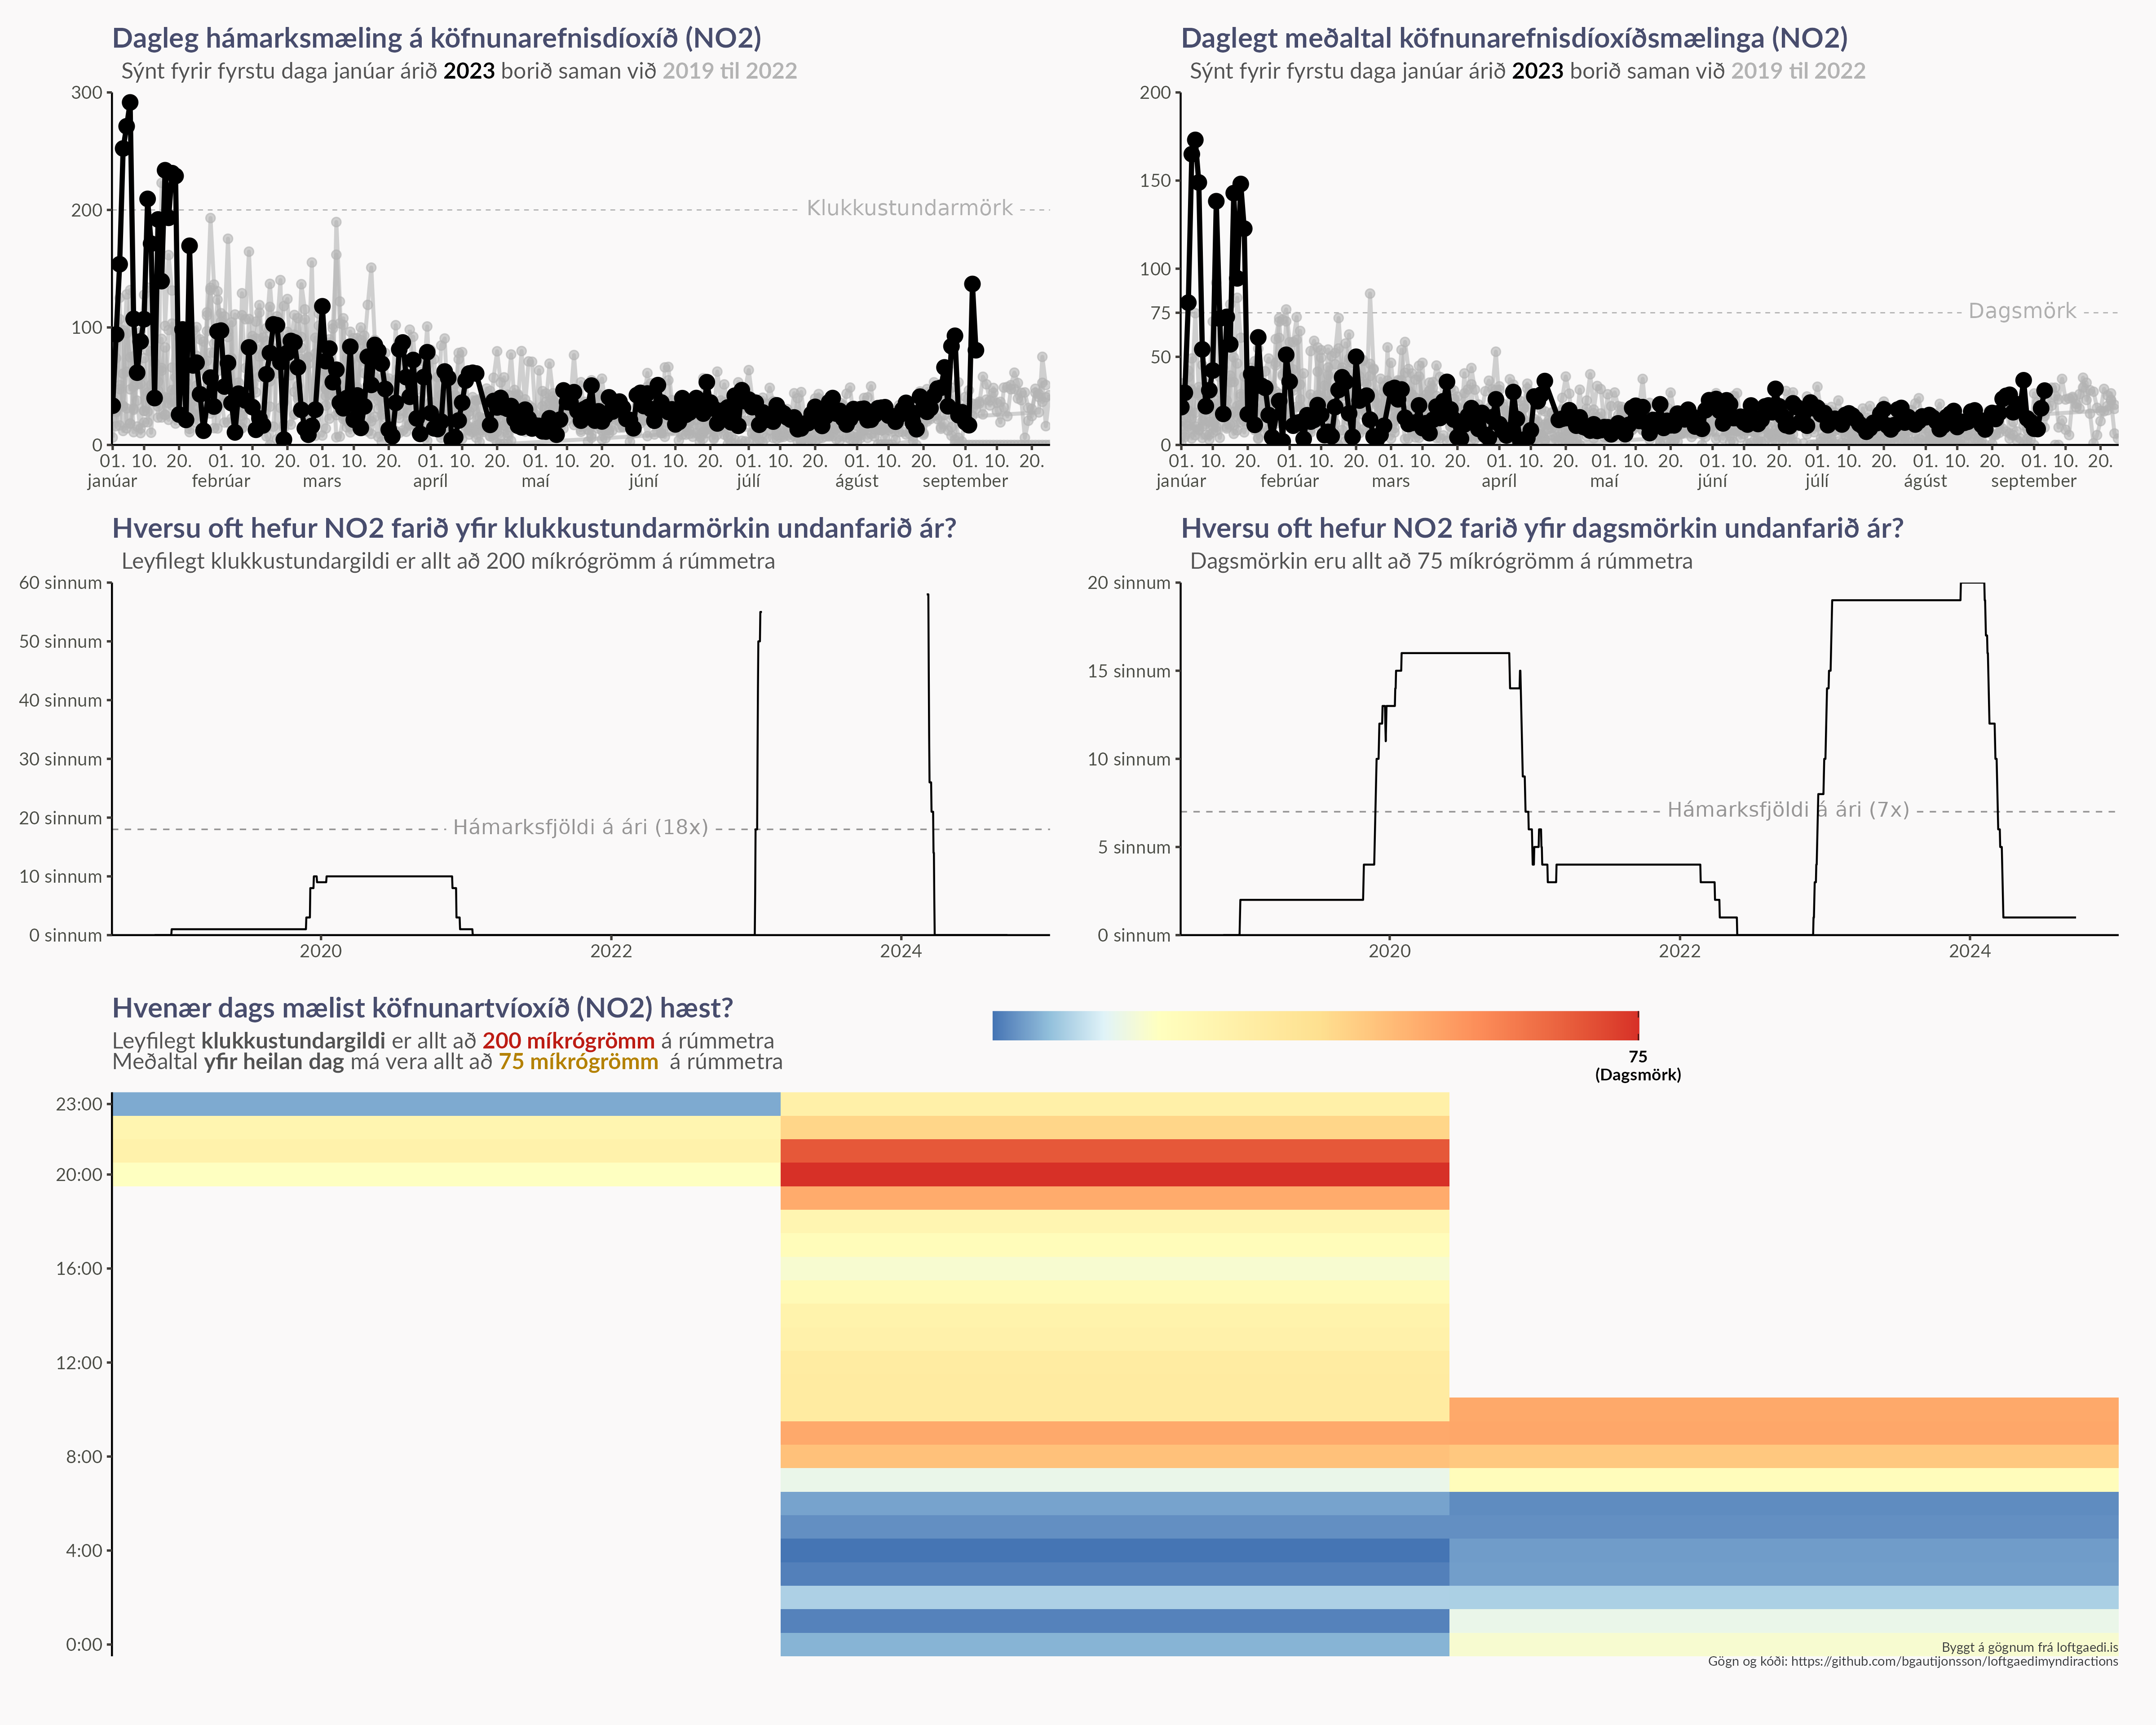 Dagleg hámarksmæling á köfnunarefnisdíoxíð (NO2)
Sýnt fyrir fyrstu daga janúar árið 2023 borið saman við 2019 til 2022
300
200
100
0
Klukkustundarmörk
01. 10. 20. 01. 10. 20. 01. 10. 20. 01. 10. 20. 01. 10. 20. 01. 10. 20. 01. 10. 20. 01. 10. 20. 01. 10. 20.
janúar febrúar mars apríl maí júní júlí ágúst september
Daglegt meðaltal köfnunarefnisdíoxíðsmælinga (NO2)
Sýnt fyrir fyrstu daga janúar árið 2023 borið saman við 2019 til 2022
200
150
100
75
50
0
Dagsmörk
01. 10. 20. 01. 10. 20. 01. 10. 20. 01. 10. 20. 01. 10. 20. 01. 10. 20. 01. 10. 20. 01. 10. 20. 01. 10. 20.
janúar febrúar mars apríl maí júní júlí ágúst september
Hversu oft hefur NO2 farið yfir klukkustundarmörkin undanfarið ár?
Leyfilegt klukkustundargildi er allt að 200 míkrógrömm á rúmmetra
60 sinnum
50 sinnum
40 sinnum
30 sinnum
20 sinnum
10 sinnum
0 sinnum
Hámarksfjöldi á ári (18x)
2020 2022 2024
Hversu oft hefur NO2 farið yfir dagsmörkin undanfarið ár?
Dagsmörkin eru allt að 75 míkrógrömm á rúmmetra
20 sinnum
15 sinnum
10 sinnum
5 sinnum
0 sinnum
Hámarksfjöldi á ári (7x)
2020 2022 2024
Hvenær dags mælist köfnunartvíoxíð (NO2) hæst?
Leyfilegt klukkustundargildi er allt að 200 míkrógrömm á rúmmetra
Meðaltal yfir heilan dag má vera allt að 75 míkrógrömm á rúmmetra
75
(Dagsmörk)
23:00
20:00
16:00
12:00
8:00
4:00
0:00
Byggt á gögnum frá loftgaedi.is
Gögn og kóði: https://github.com/bgautijonsson/loftgaedimyndiractions